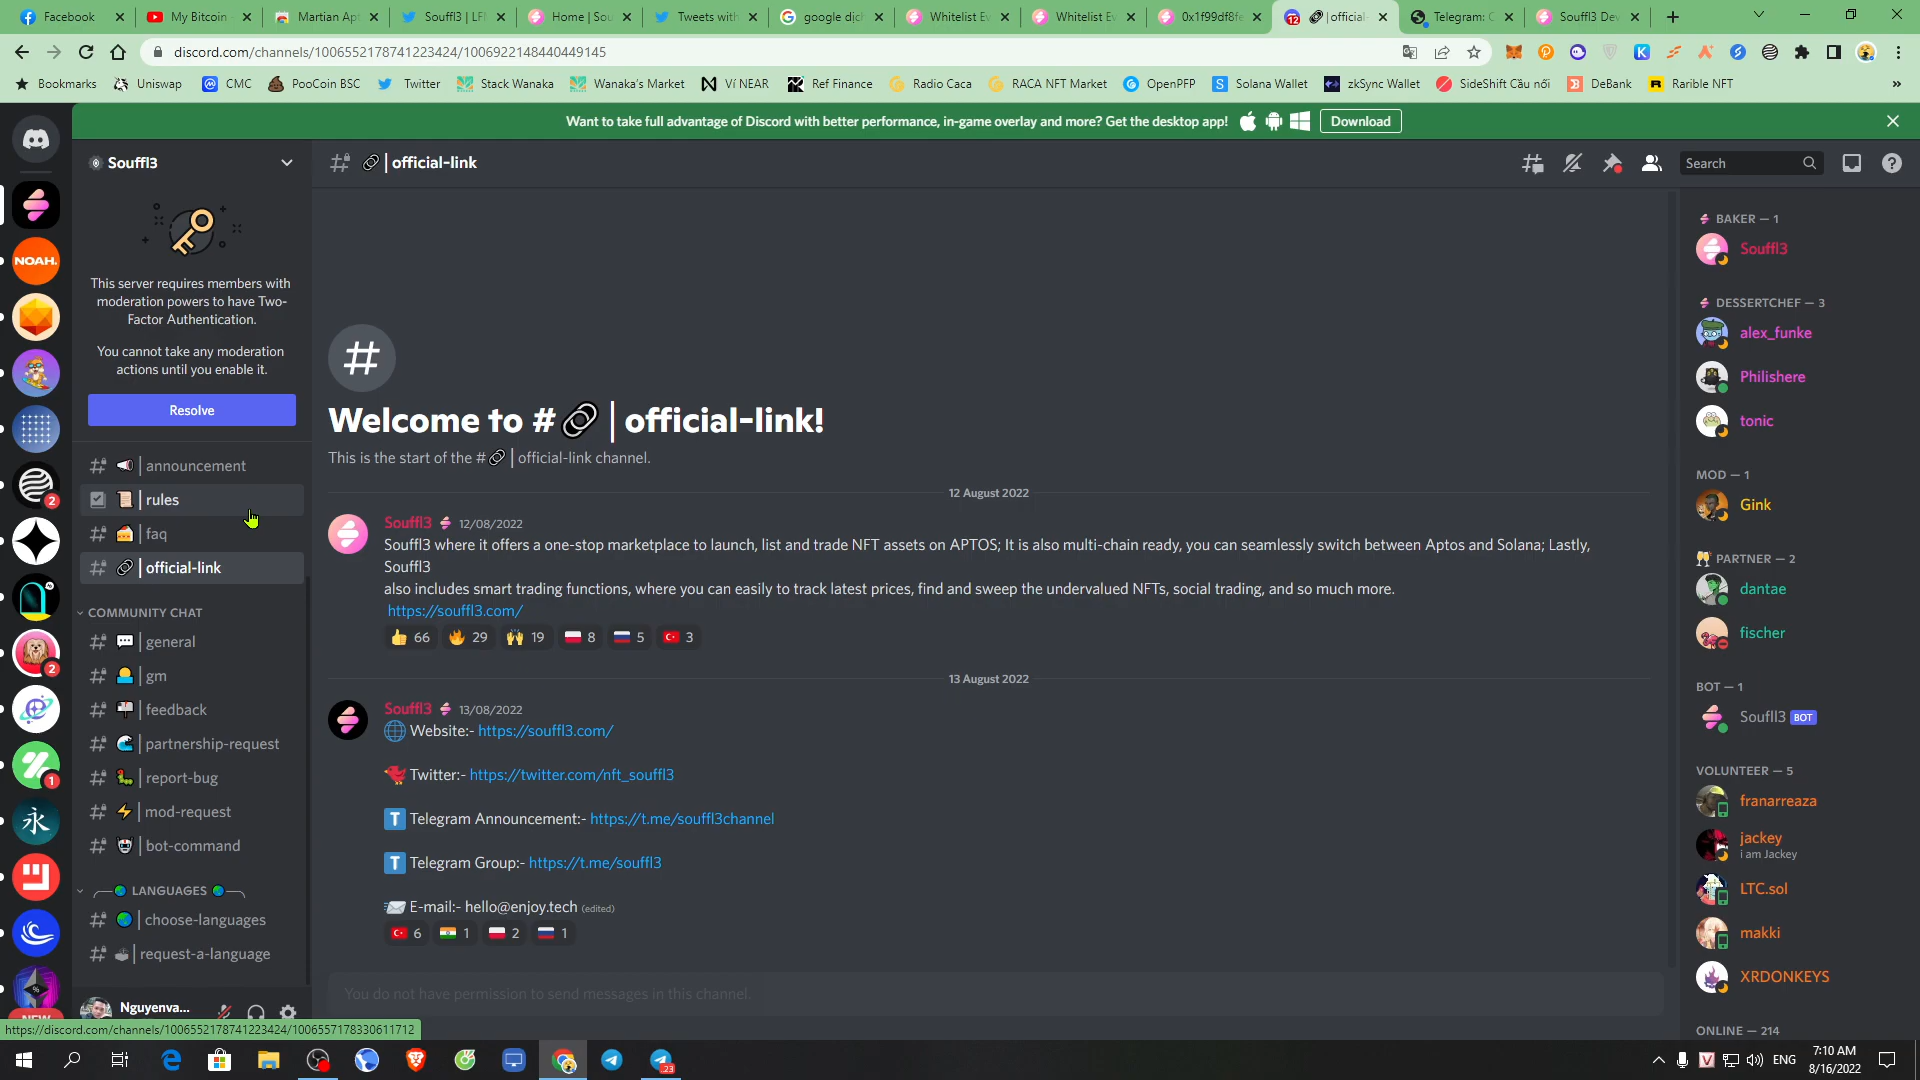 Facebook
My Bitcoin
Martian Apt
Souffl3 | LF
Home | Sou
Tweets with
google dic
Whitelist Ev
Whitelist Ev
0x1f99df8fe
| official-
Telegram: C
Souffl3 Dev
discord.com/channels/1006552178741223424/1006922148440449145
Bookmarks
Uniswap
CMC
PooCoin BSC
Twitter
Stack Wanaka
Wanaka's Market
Ví NEAR
Ref Finance
Radio Caca
RACA NFT Market
OpenPFP
Solana Wallet
zkSync Wallet
SideShift Cầu nối
DeBank
Rarible NFT
Want to take full advantage of Discord with better performance, in-game overlay and more? Get the desktop app!
Download
Souffl3
# | official-link
Search
This server requires members with
moderation powers to have Two-
Factor Authentication.
You cannot take any moderation
actions until you enable it.
Resolve
# | announcement
| rules
# | faq
# | official-link
COMMUNITY CHAT
# | general
# | gm
# | feedback
# | partnership-request
# | report-bug
# | mod-request
# | bot-command
LANGUAGES
# | choose-languages
# | request-a-language
NOAH.
2
2
1
永
NEW
Nguyenva...
#
Welcome to # | official-link!
This is the start of the # | official-link channel.
12 August 2022
Souffl3 12/08/2022
Souffl3 where it offers a one-stop marketplace to launch, list and trade NFT assets on APTOS; It is also multi-chain ready, you can seamlessly switch between Aptos and Solana; Lastly,
Souffl3
also includes smart trading functions, where you can easily to track latest prices, find and sweep the undervalued NFTs, social trading, and so much more.
https://souffl3.com/
66 29 19 8 5 3
13 August 2022
Souffl3 13/08/2022
Website:- https://souffl3.com/
Twitter:- https://twitter.com/nft_souffl3
T Telegram Announcement:- https://t.me/souffl3channel
T Telegram Group:- https://t.me/souffl3
E-mail:- hello@enjoy.tech (edited)
6 1 2 1
You do not have permission to send messages in this channel.
BAKER — 1
Souffl3
DESSERTCHEF — 3
alex_funke
Philishere
tonic
MOD — 1
Gink
PARTNER — 2
dantae
fischer
BOT — 1
Soufll3 BOT
VOLUNTEER — 5
franarreaza
jackey
i am Jackey
LTC.sol
makki
XRDONKEYS
ONLINE — 214
https://discord.com/channels/1006552178741223424/1006557178330611712
23
ENG
7:10 AM
8/16/2022